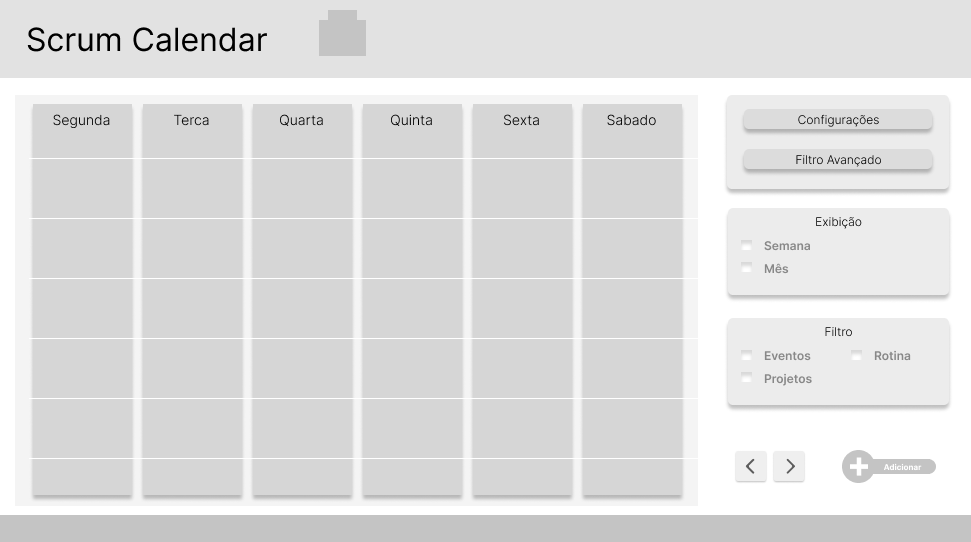 Scrum Calendar
Segunda Terca Quarta Quinta Sexta Sabado
Configurações
Filtro Avançado
Exibição
Semana
Mês
Filtro
Eventos Rotina
Projetos
Adicionar